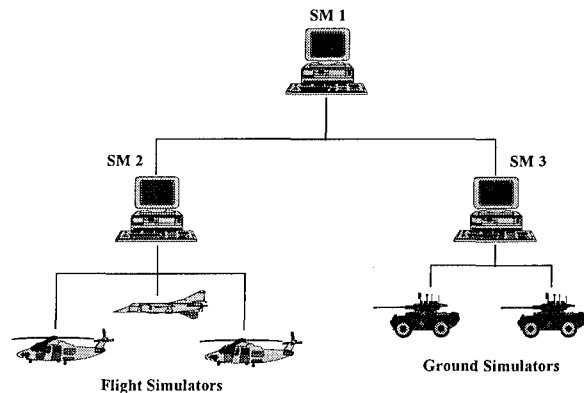 SM 1
SM 2
SM 3
Flight Simulators
Ground Simulators